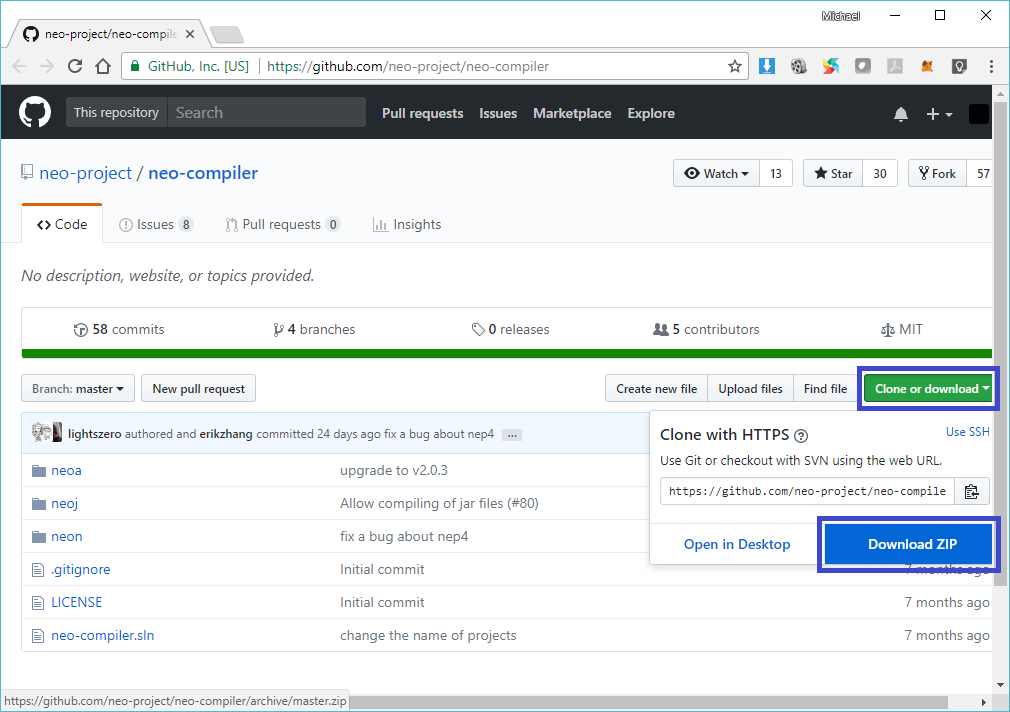 Michael
neo-project/neo-compile
GitHub, Inc. [US] https://github.com/neo-project/neo-compiler
This repository Search Pull requests Issues Marketplace Explore
neo-project / neo-compiler Watch 13 Star 30 Fork 57
Code Issues 8 Pull requests 0 Insights
No description, website, or topics provided.
58 commits 4 branches 0 releases 5 contributors MIT
Branch: master New pull request Create new file Upload files Find file Clone or download
lightszero authored and erikzhang committed 24 days ago fix a bug about nep4 ...
Clone with HTTPS Use SSH
Use Git or checkout with SVN using the web URL.
https://github.com/neo-project/neo-compile
Open in Desktop Download ZIP
neoa upgrade to v2.0.3
neoj Allow compiling of jar files (#80)
neon fix a bug about nep4
.gitignore Initial commit 7 months ago
LICENSE Initial commit 7 months ago
neo-compiler.sln change the name of projects 7 months ago
https://github.com/neo-project/neo-compiler/archive/master.zip